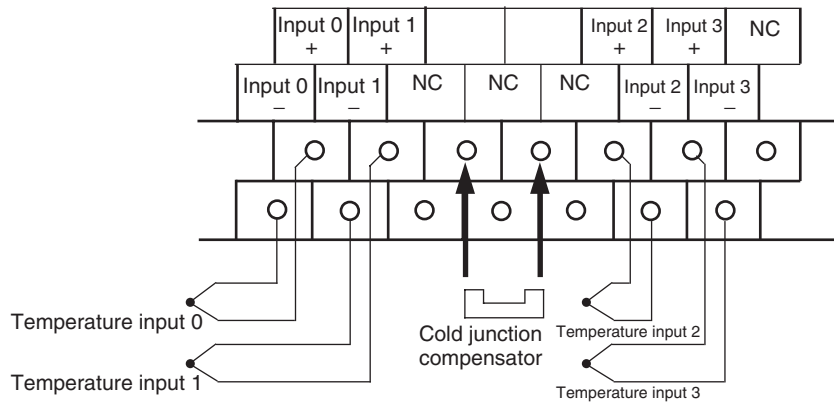 Input 0 Input 1 Input 2 Input 3 NC
+ + + +
Input 0 Input 1 NC NC NC Input 2 Input 3
– – – –
Temperature input 0
Temperature input 1
Cold junction
compensator
Temperature input 2
Temperature input 3